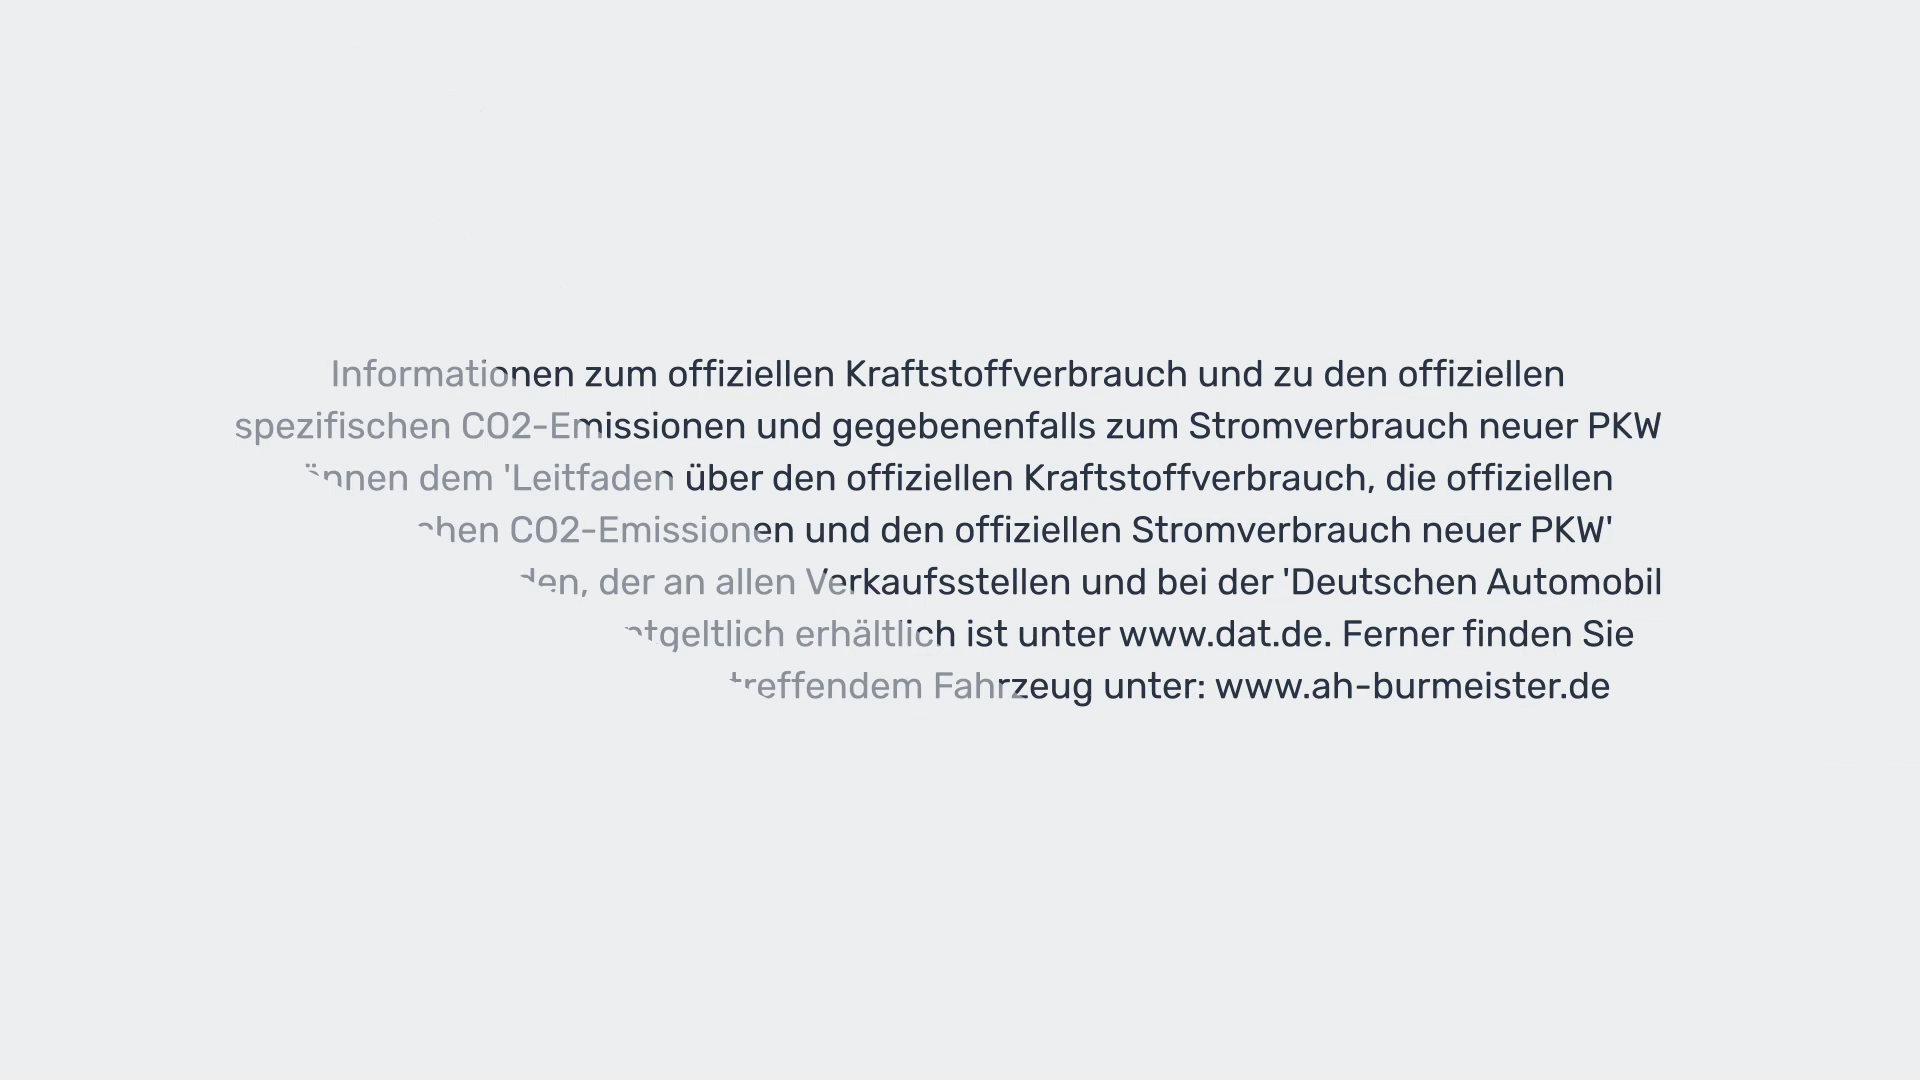 Informationen zum offiziellen Kraftstoffverbrauch und zu den offiziellen
spezifischen CO2-Emissionen und gegebenenfalls zum Stromverbrauch neuer PKW
dem 'Leitfaden über den offiziellen Kraftstoffverbrauch, die offiziellen
CO2-Emissionen und den offiziellen Stromverbrauch neuer PKW'
der an allen Verkaufsstellen und bei der 'Deutschen Automobil
erhältlich ist unter www.dat.de. Ferner finden Sie
Fahrzeug unter: www.ah-burmeister.de